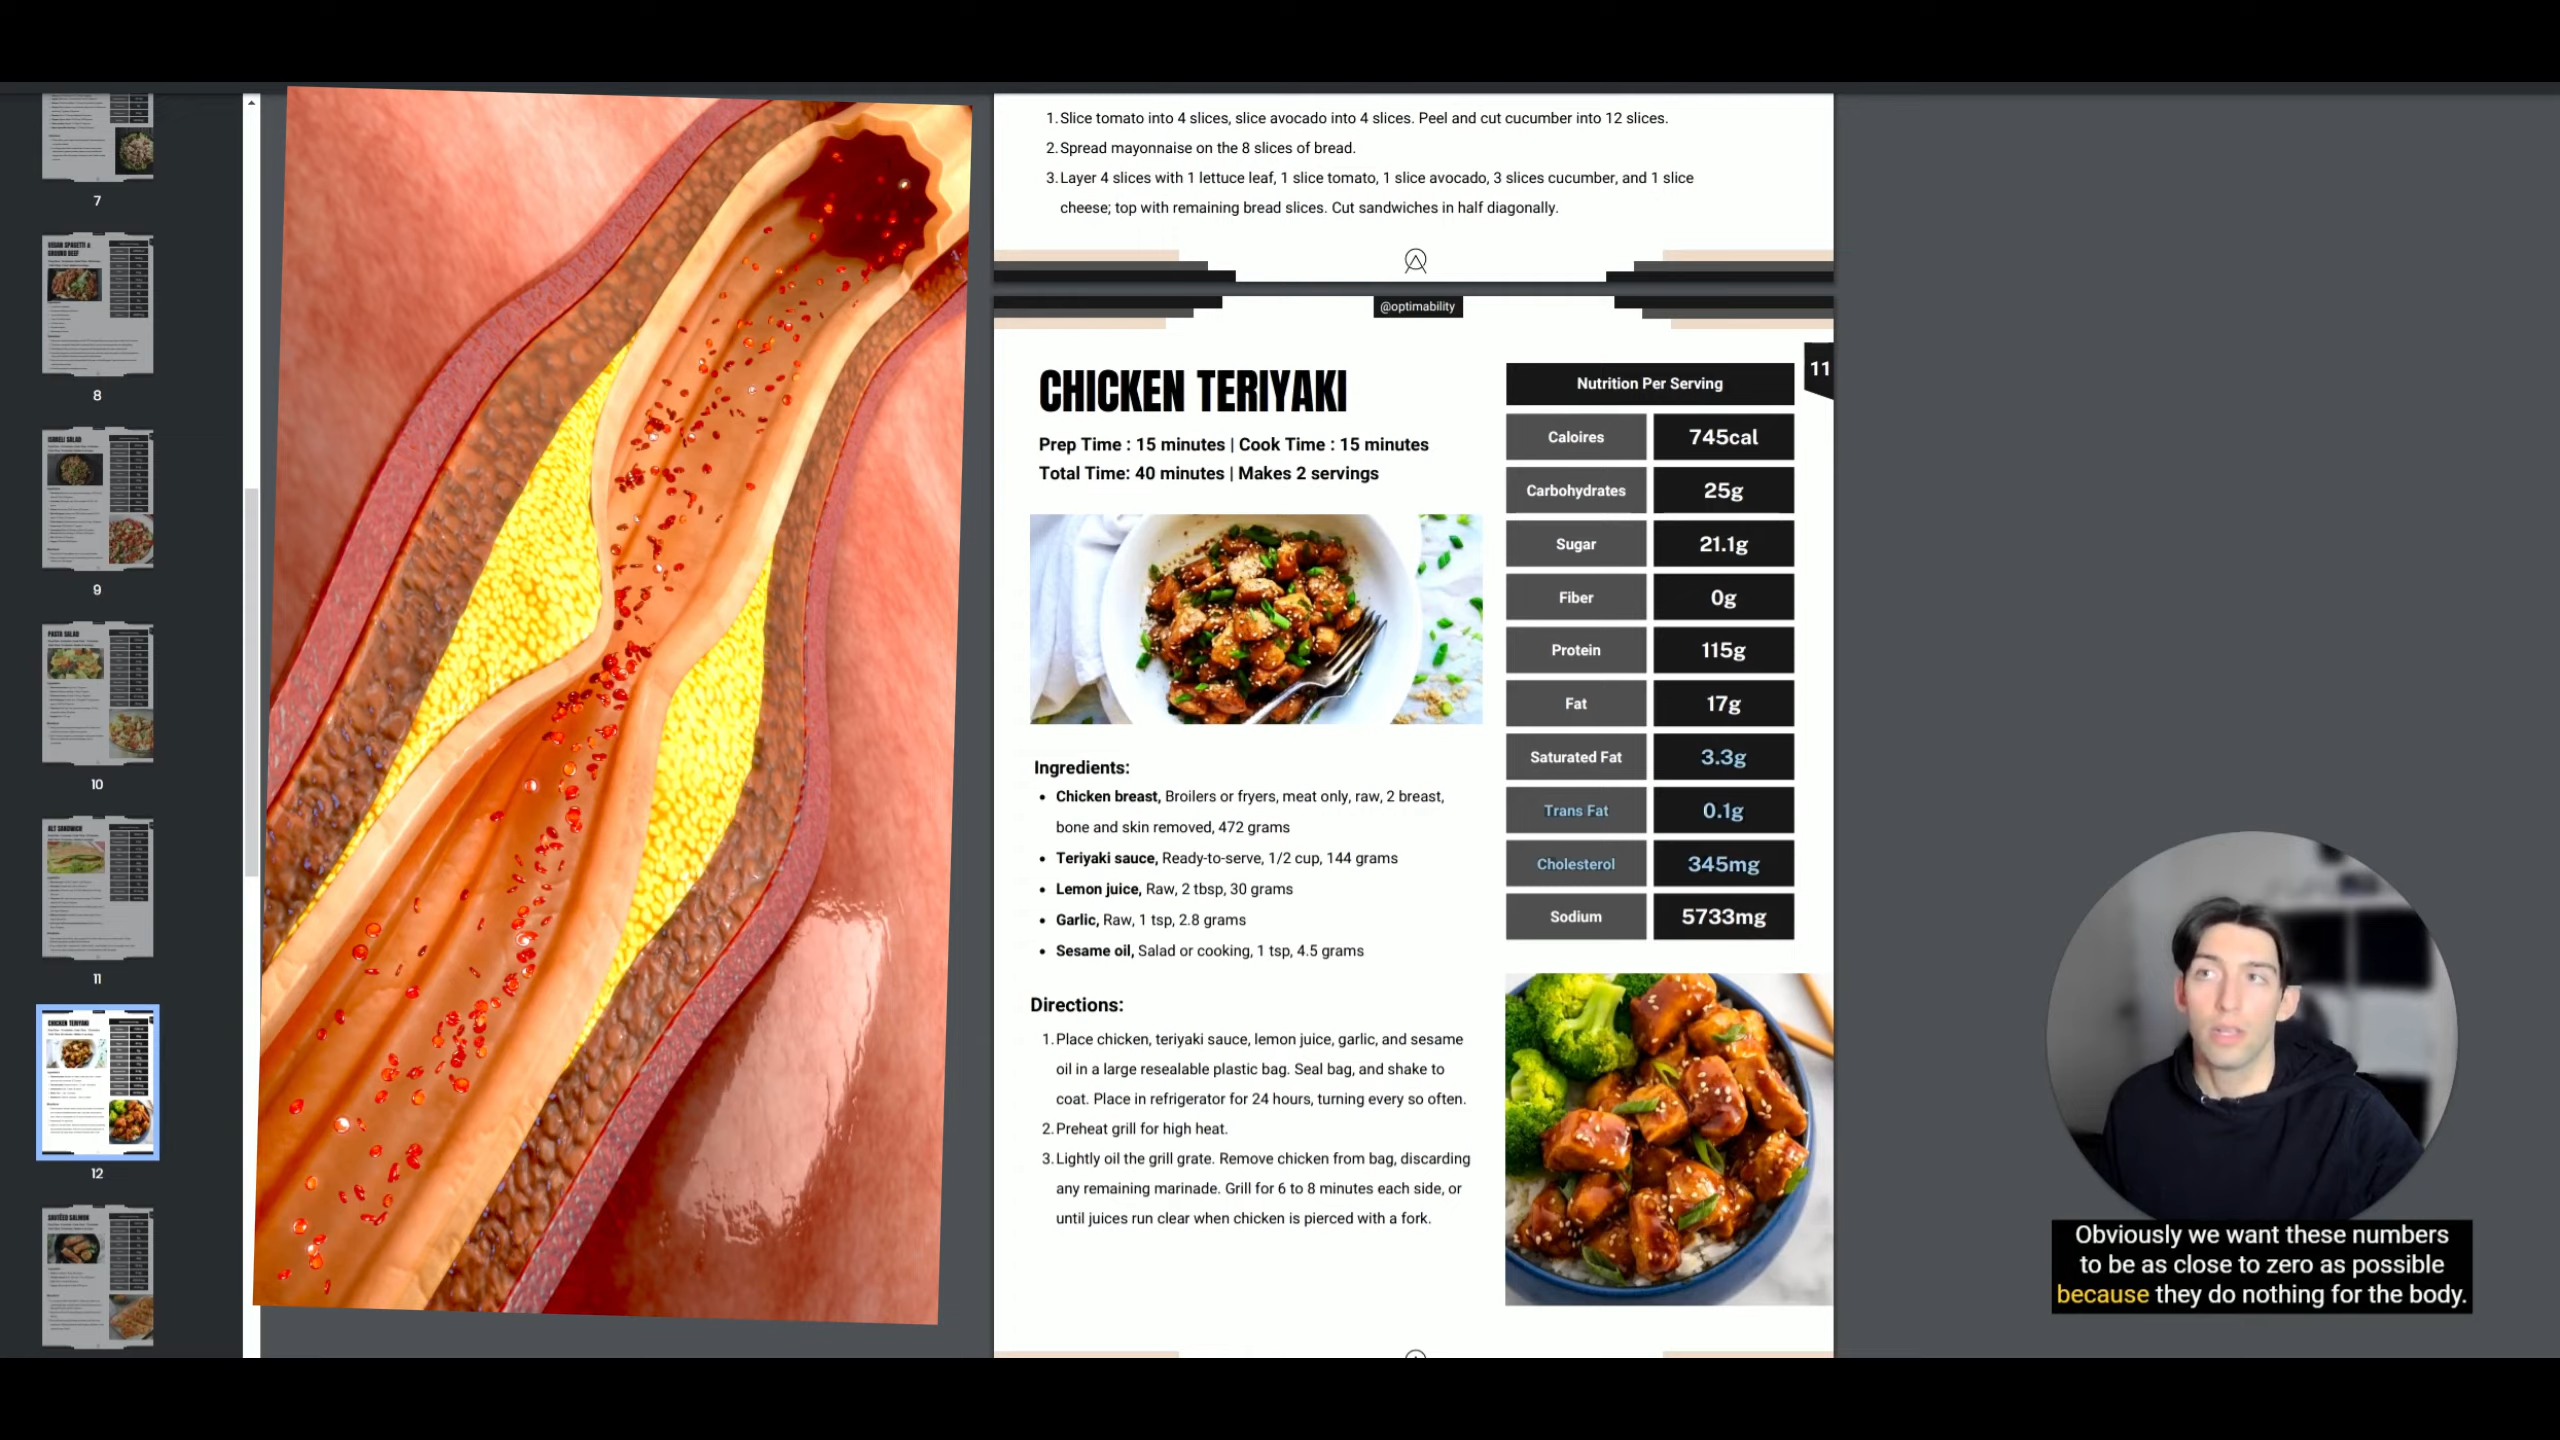 7
8
9
10
11
12
VEGAN SPAGETTI &
GROUND BEEF
PASTA SALAD
ALT SANDWICH
CHICKEN TERIYAKI
1. Slice tomato into 4 slices, slice avocado into 4 slices. Peel and cut cucumber into 12 slices.
2. Spread mayonnaise on the 8 slices of bread.
3. Layer 4 slices with 1 lettuce leaf, 1 slice tomato, 1 slice avocado, 3 slices cucumber, and 1 slice
cheese; top with remaining bread slices. Cut sandwiches in half diagonally.
@optimability
11
CHICKEN TERIYAKI
Prep Time : 15 minutes | Cook Time : 15 minutes
Total Time: 40 minutes | Makes 2 servings
Ingredients:
• Chicken breast, Broilers or fryers, meat only, raw, 2 breast,
bone and skin removed, 472 grams
• Teriyaki sauce, Ready-to-serve, 1/2 cup, 144 grams
• Lemon juice, Raw, 2 tbsp, 30 grams
• Garlic, Raw, 1 tsp, 2.8 grams
• Sesame oil, Salad or cooking, 1 tsp, 4.5 grams
Directions:
1. Place chicken, teriyaki sauce, lemon juice, garlic, and sesame
oil in a large resealable plastic bag. Seal bag, and shake to
coat. Place in refrigerator for 24 hours, turning every so often.
2. Preheat grill for high heat.
3. Lightly oil the grill grate. Remove chicken from bag, discarding
any remaining marinade. Grill for 6 to 8 minutes each side, or
until juices run clear when chicken is pierced with a fork.
Nutrition Per Serving
Caloires 745cal
Carbohydrates 25g
Sugar 21.1g
Fiber 0g
Protein 115g
Fat 17g
Saturated Fat 3.3g
Trans Fat 0.1g
Cholesterol 345mg
Sodium 5733mg
Obviously we want these numbers
to be as close to zero as possible
because they do nothing for the body.